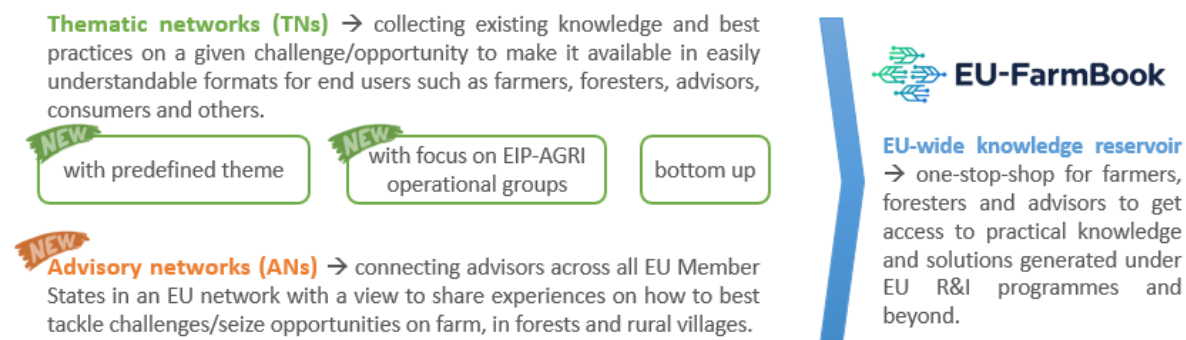 Thematic networks (TNs) → collecting existing knowledge and best
practices on a given challenge/opportunity to make it available in easily
understandable formats for end users such as farmers, foresters, advisors,
consumers and others.
NEW
with predefined theme
NEW
with focus on EIP-AGRI
operational groups
bottom up
NEW
Advisory networks (ANs) → connecting advisors across all EU Member
States in an EU network with a view to share experiences on how to best
tackle challenges/seize opportunities on farm, in forests and rural villages.
EU-FarmBook
EU-wide knowledge reservoir
→ one-stop-shop for farmers,
foresters and advisors to get
access to practical knowledge
and solutions generated under
EU R&I programmes and
beyond.